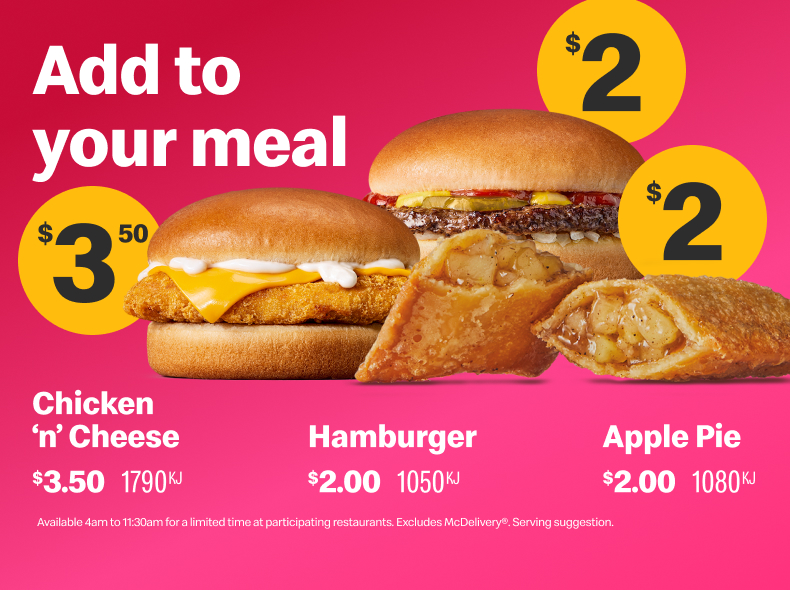 Add to
your meal
$2
$2
$3.50
Chicken
‘n’ Cheese
$3.50 1790KJ
Hamburger
$2.00 1050KJ
Apple Pie
$2.00 1080KJ
Available 4am to 11:30am for a limited time at participating restaurants. Excludes McDelivery®. Serving suggestion.